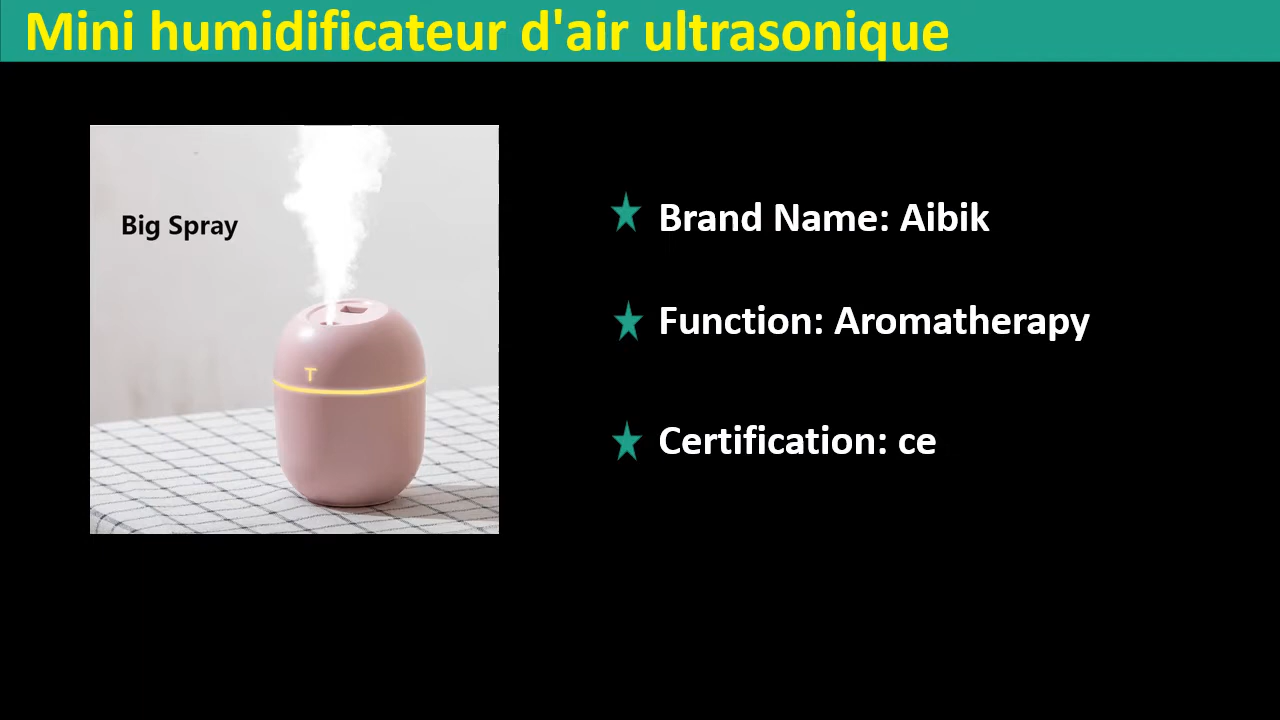 Mini humidificateur d'air ultrasonique
Big Spray
T
Brand Name: Aibik
Function: Aromatherapy
Certification: ce